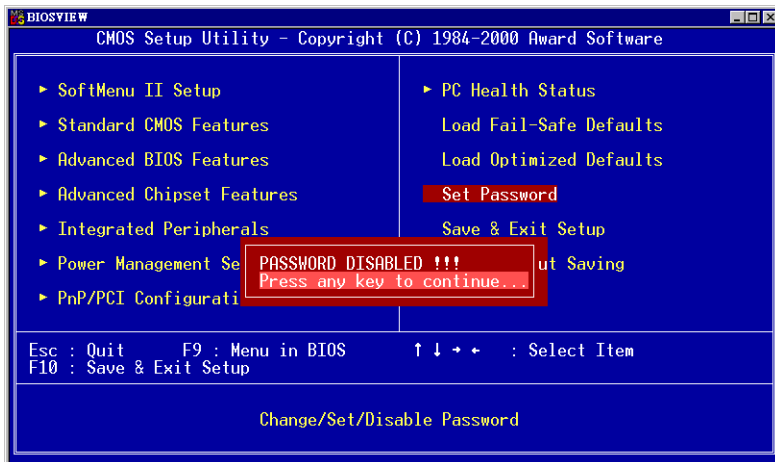 BIOSVIEW
CMOS Setup Utility - Copyright (C) 1984-2000 Award Software
► SoftMenu II Setup
► Standard CMOS Features
► Advanced BIOS Features
► Advanced Chipset Features
► Integrated Peripherals
► Power Management Se
► PnP/PCI Configurati
► PC Health Status
Load Fail-Safe Defaults
Load Optimized Defaults
Set Password
Save & Exit Setup
ut Saving
PASSWORD DISABLED !!!
Press any key to continue...
Esc : Quit F9 : Menu in BIOS ↑ ↓ → ← : Select Item
F10 : Save & Exit Setup
Change/Set/Disable Password